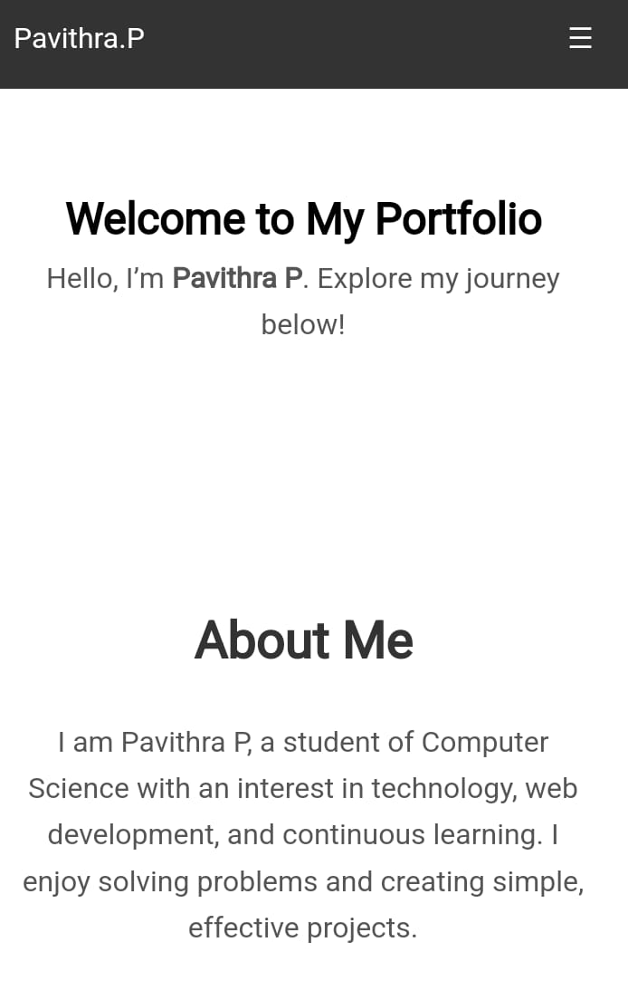 Pavithra.P ☰
Welcome to My Portfolio
Hello, I’m Pavithra P. Explore my journey
below!
About Me
I am Pavithra P, a student of Computer
Science with an interest in technology, web
development, and continuous learning. I
enjoy solving problems and creating simple,
effective projects.